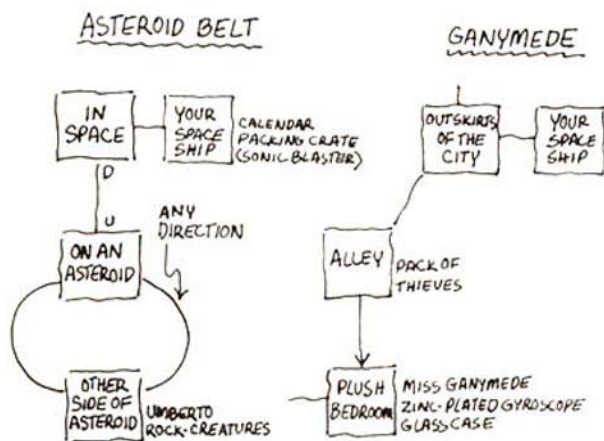 ASTEROID BELT
IN
SPACE
YOUR
SPACE
SHIP
CALENDAR
PACKING CRATE
(SONIC BLASTER)
D
U
ANY
DIRECTION
ON AN
ASTEROID
OTHER
SIDE OF
ASTEROID
UMBERTO
ROCK-CREATURES
GANYMEDE
OUTSKIRTS
OF THE
CITY
YOUR
SPACE
SHIP
ALLEY
PACK OF
THIEVES
PLUSH
BEDROOM
MISS GANYMEDE
ZINC-PLATED GYROSCOPE
GLASS CASE